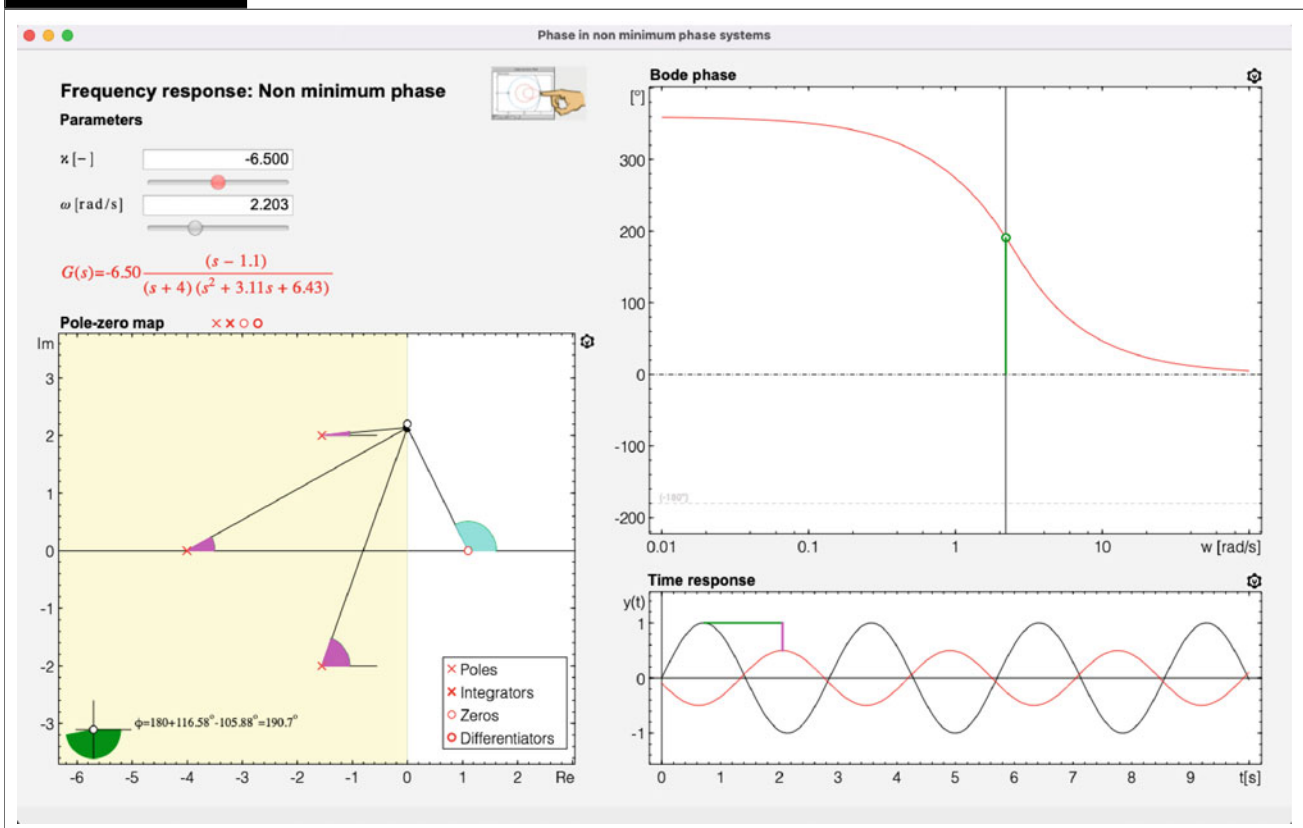 Phase in non minimum phase systems
Frequency response: Non minimum phase
Parameters
ϰ[−] -6.500
ω[rad/s] 2.203
G(s)=-6.50 (s − 1.1) / (s + 4) (s² + 3.11s + 6.43)
Pole-zero map
Im
3
2
1
0
-1
-2
-3
-6 -5 -4 -3 -2 -1 0 1 2 Re
ϕ=180+116.58°-105.88°=190.7°
Poles
Integrators
Zeros
Differentiators
Bode phase
[°]
300
200
100
0
-100
[-180°]
-200
0.01 0.1 1 10 w [rad/s]
Time response
y(t)
1
0
-1
0 1 2 3 4 5 6 7 8 9 t[s]